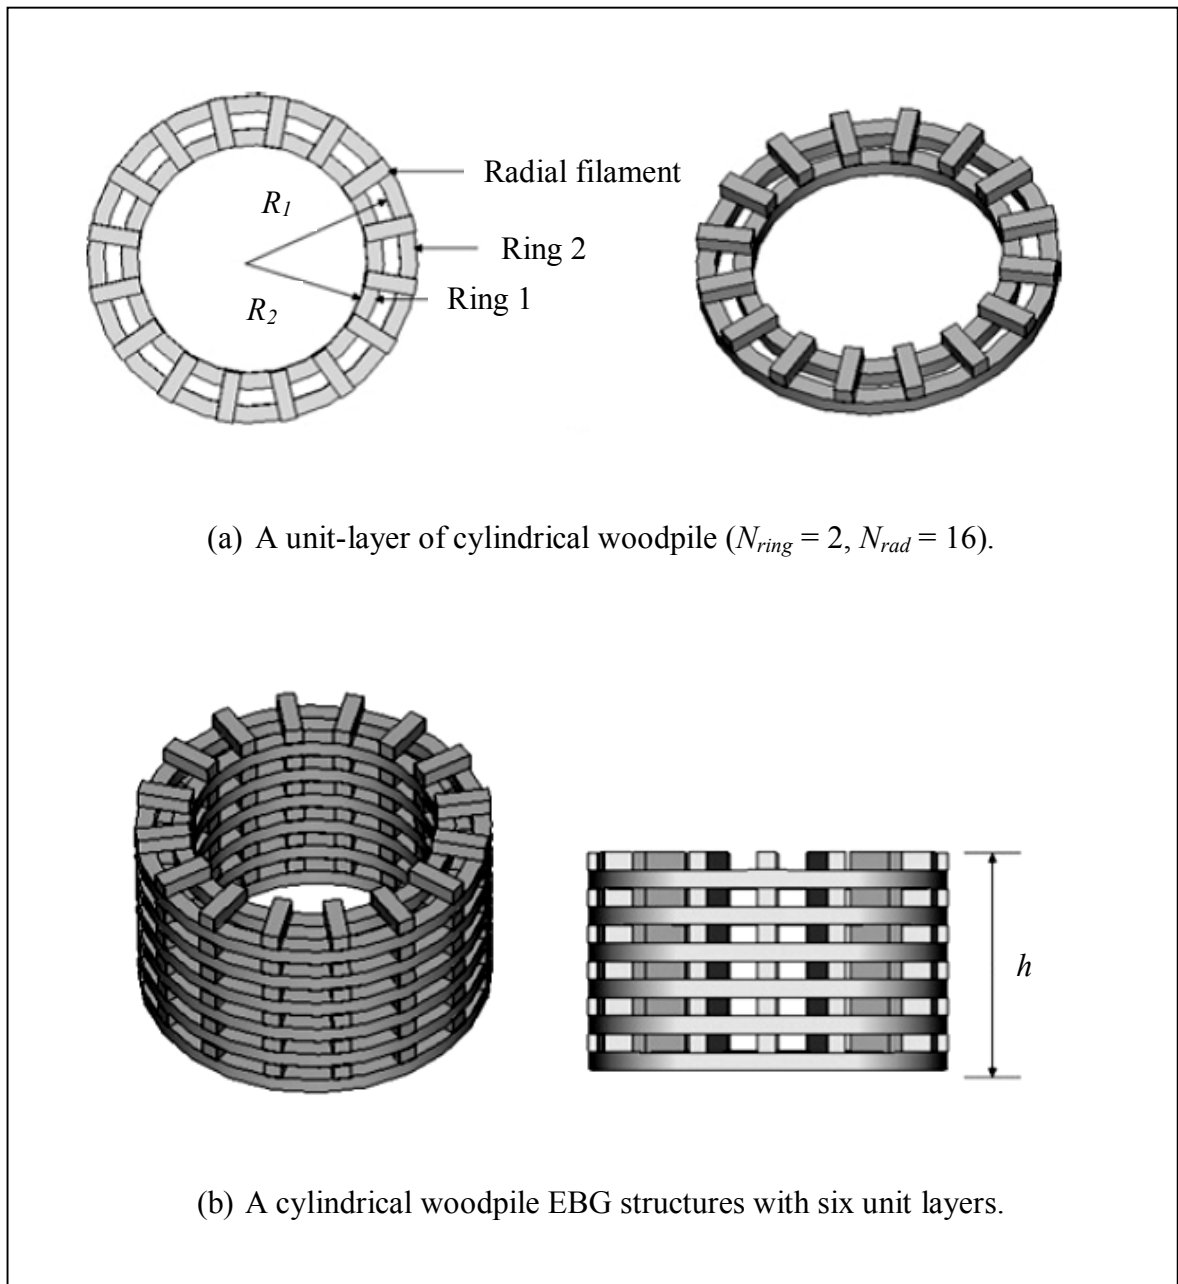 Radial filament
R1
Ring 2
Ring 1
R2
(a) A unit-layer of cylindrical woodpile (Nring = 2, Nrad = 16).
h
(b) A cylindrical woodpile EBG structures with six unit layers.